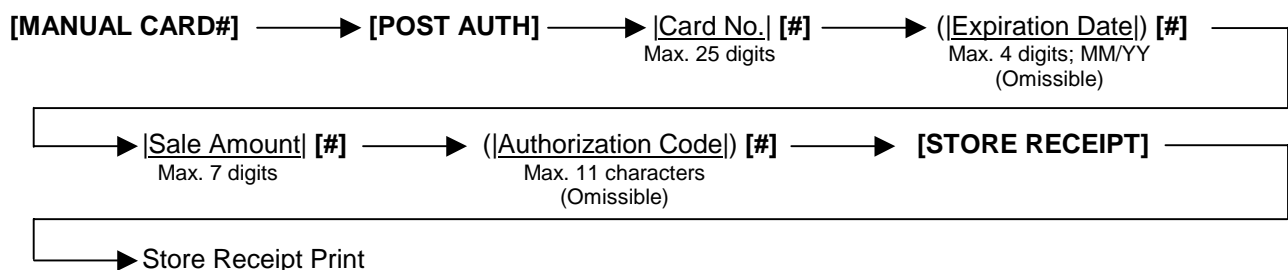 [MANUAL CARD#] [POST AUTH] |Card No.| [#] (|Expiration Date|) [#]
Max. 25 digits Max. 4 digits; MM/YY
(Omissible)
|Sale Amount| [#] (|Authorization Code|) [#] [STORE RECEIPT]
Max. 7 digits Max. 11 characters
(Omissible)
Store Receipt Print